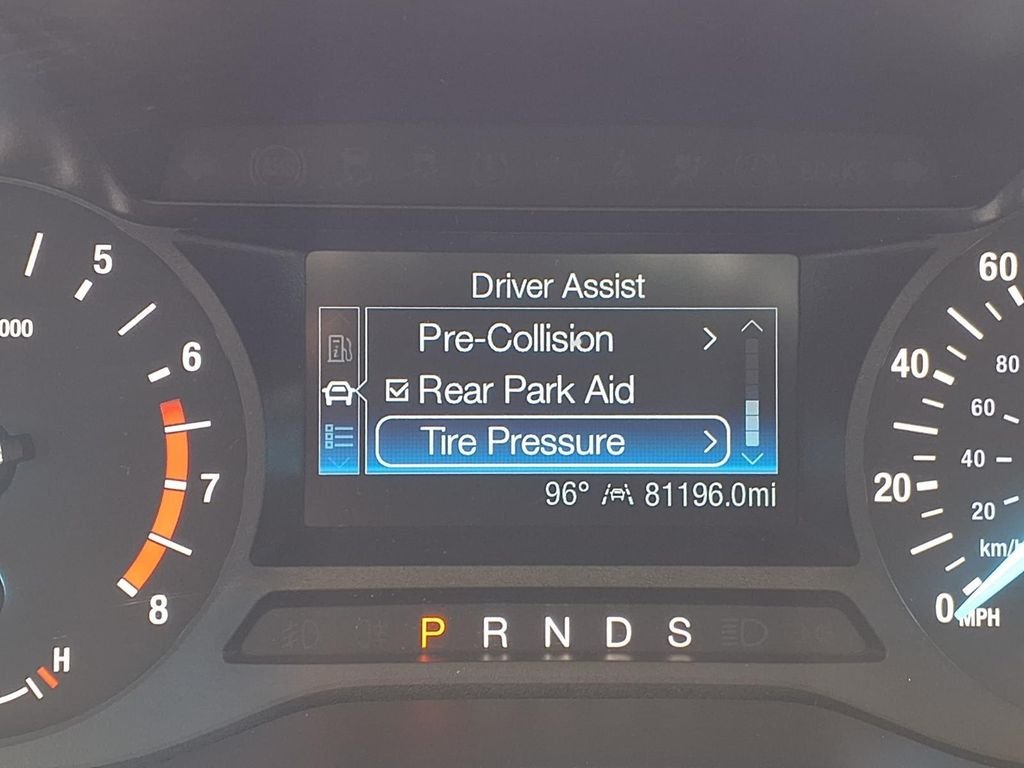 Driver Assist
Pre-Collision
Rear Park Aid
Tire Pressure
96° 81196.0mi
P R N D S
5
6
7
8
000
H
60
40
20
0
MPH
80
60
40
20
km/h